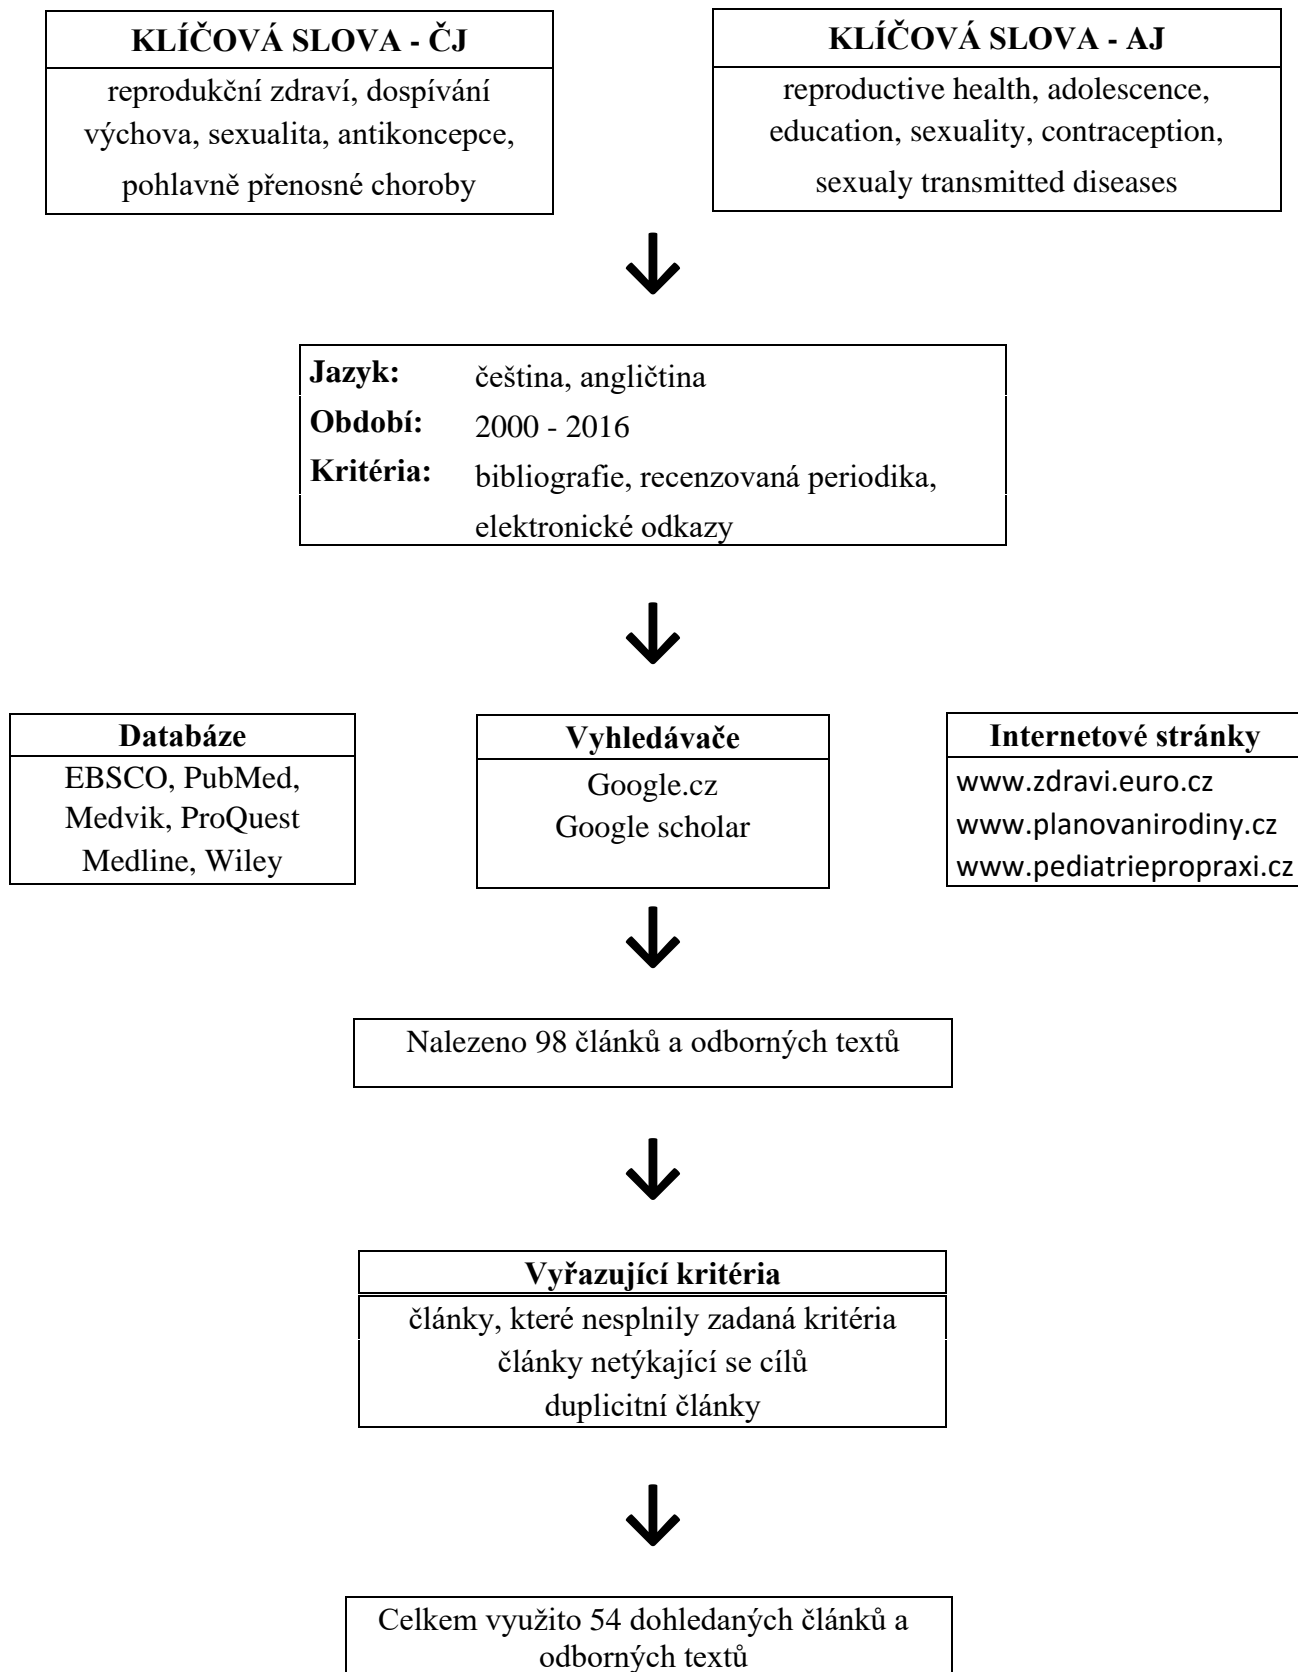 KLÍČOVÁ SLOVA - ČJ
reprodukční zdraví, dospívání
výchova, sexualita, antikoncepce,
pohlavně přenosné choroby
KLÍČOVÁ SLOVA - AJ
reproductive health, adolescence,
education, sexuality, contraception,
sexualy transmitted diseases
Jazyk: čeština, angličtina
Období: 2000 - 2016
Kritéria: bibliografie, recenzovaná periodika,
elektronické odkazy
Databáze
EBSCO, PubMed,
Medvik, ProQuest
Medline, Wiley
Vyhledávače
Google.cz
Google scholar
Internetové stránky
www.zdravi.euro.cz
www.planovanirodiny.cz
www.pediatriepropraxi.cz
Nalezeno 98 článků a odborných textů
Vyřazující kritéria
články, které nesplnily zadaná kritéria
články netýkající se cílů
duplicitní články
Celkem využito 54 dohledaných článků a
odborných textů